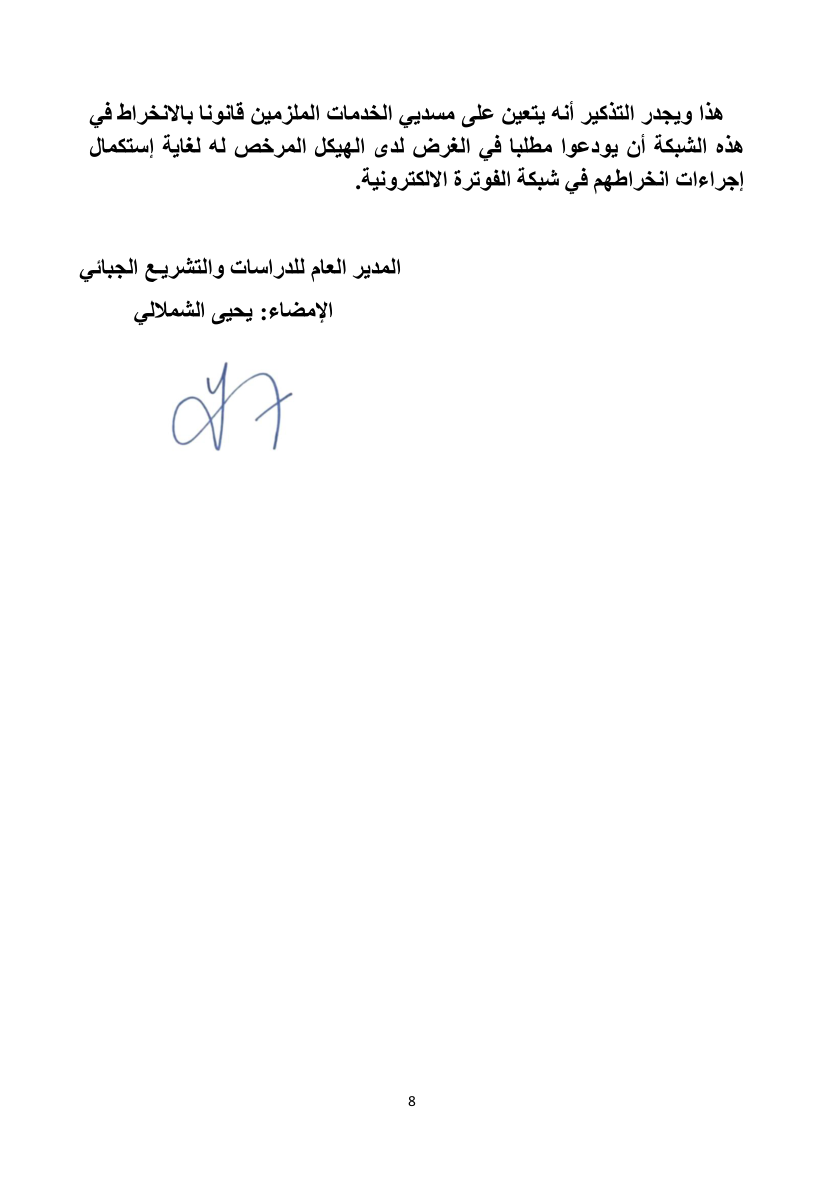 هذا ويجدر التذكير أنه يتعين على مسديي الخدمات الملزمين قانونا بالانخراط في
هذه الشبكة أن يودعوا مطلبا في الغرض لدى الهيكل المرخص له لغاية إستكمال
إجراءات انخراطهم في شبكة الفوترة الالكترونية.
المدير العام للدراسات والتشريع الجبائي
الإمضاء: يحيى الشملالي
8